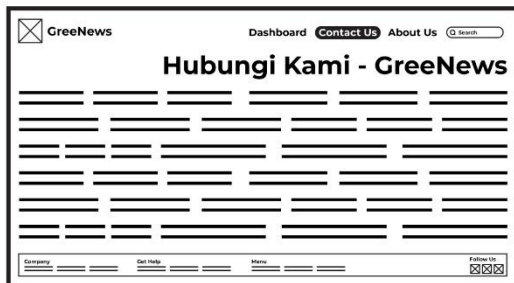 GreeNews
Dashboard Contact Us About Us Search
Hubungi Kami - GreeNews
Company Get Help Menu Follow Us